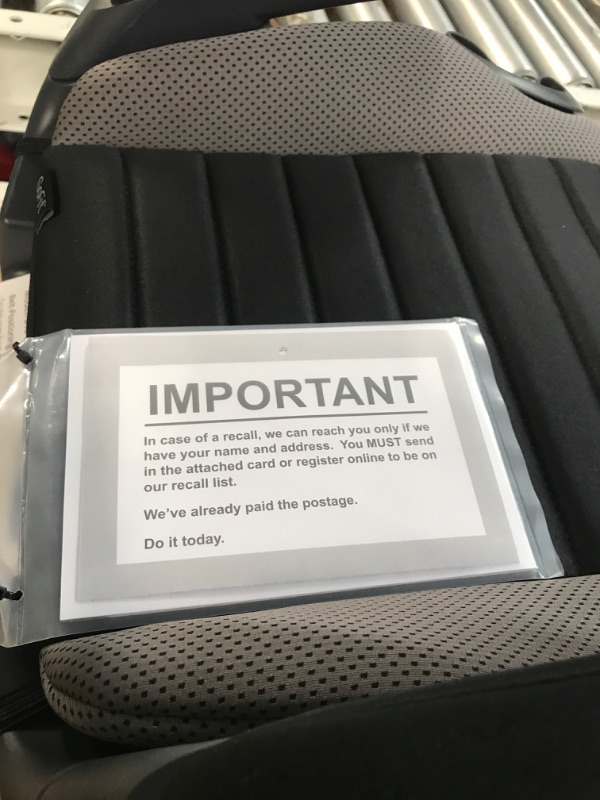 IMPORTANT
In case of a recall, we can reach you only if we
have your name and address. You MUST send
in the attached card or register online to be on
our recall list.
We've already paid the postage.
Do it today.